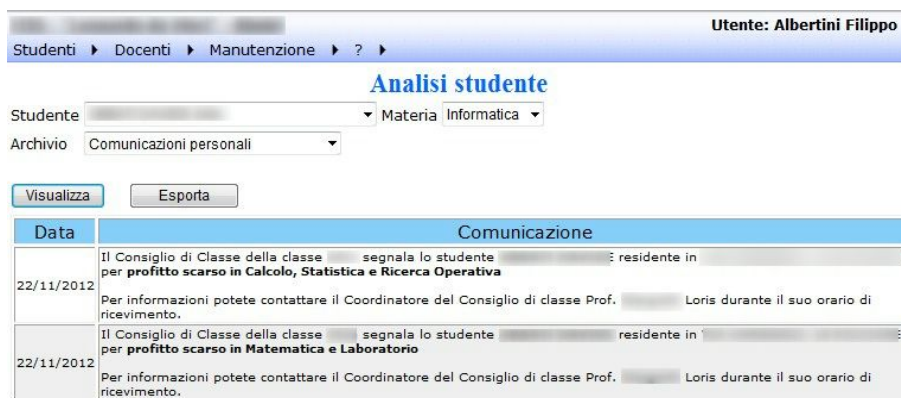 Utente: Albertini Filippo
Studenti Docenti Manutenzione ?
Analisi studente
Studente Materia Informatica
Archivio Comunicazioni personali
Visualizza Esporta
Data Comunicazione
22/11/2012
Il Consiglio di Classe della classe segnala lo studente residente in
per profitto scarso in Calcolo, Statistica e Ricerca Operativa
Per informazioni potete contattare il Coordinatore del Consiglio di classe Prof. Loris durante il suo orario di
ricevimento.
22/11/2012
Il Consiglio di Classe della classe segnala lo studente residente in
per profitto scarso in Matematica e Laboratorio
Per informazioni potete contattare il Coordinatore del Consiglio di classe Prof. Loris durante il suo orario di
ricevimento.